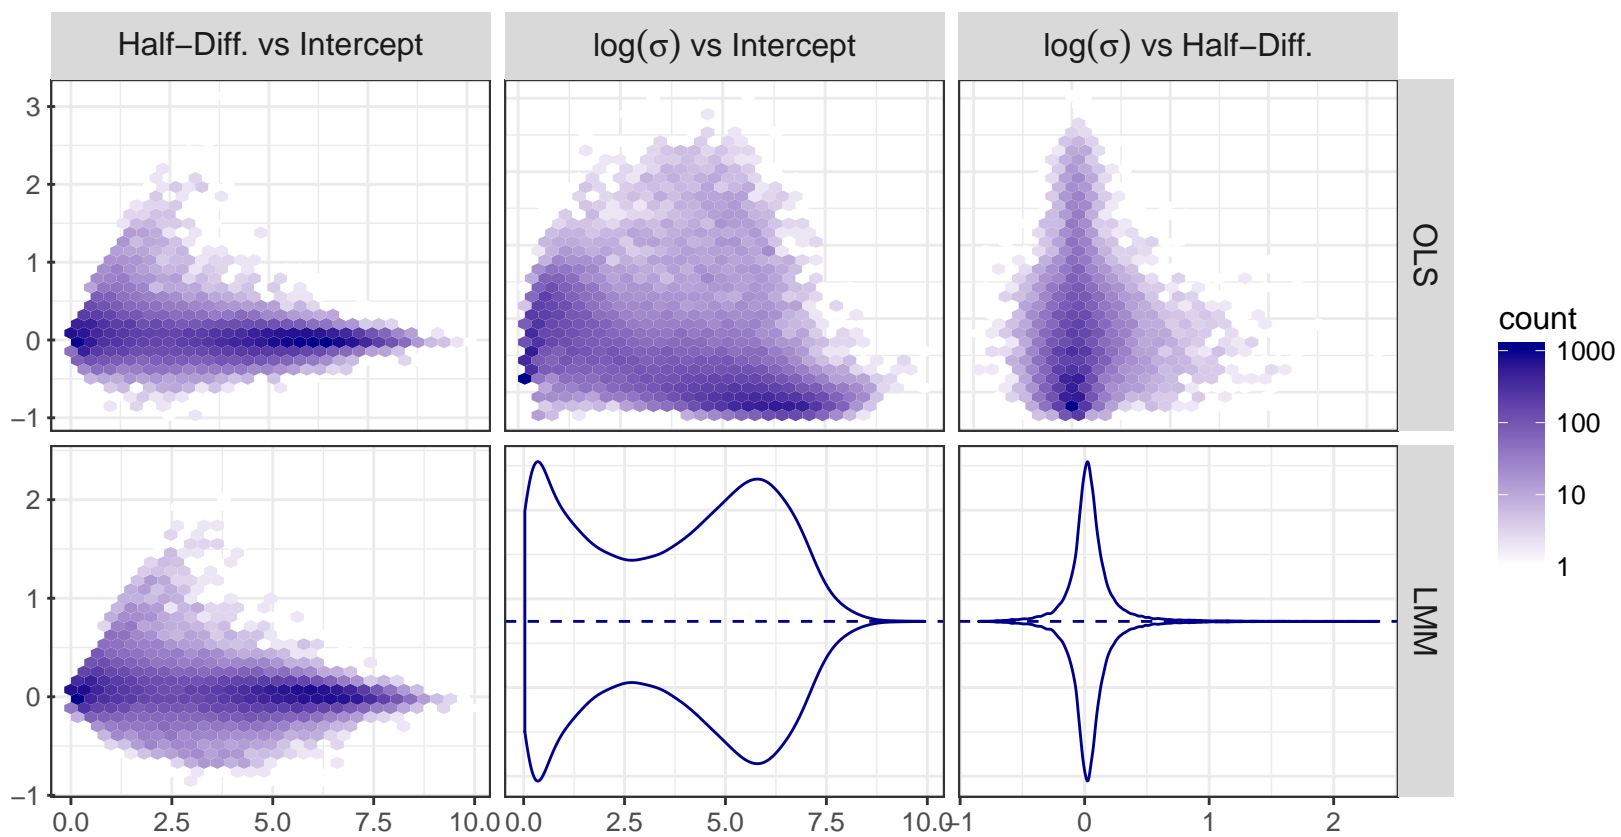 Half−Diff. vs Intercept
log(σ) vs Intercept
log(σ) vs Half−Diff.
3
2
1
0
−1
OLS
2
1
0
−1
LMM
0.0 2.5 5.0 7.5 10.0
0.0 2.5 5.0 7.5 10.0
−1 0 1 2
count
1000
100
10
1